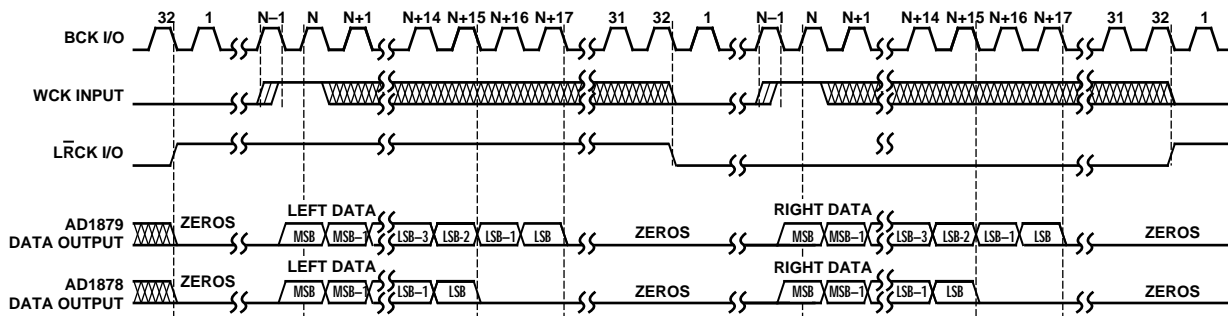 32 1 N–1 N N+1 N+14 N+15 N+16 N+17 31 32 1 N–1 N N+1 N+14 N+15 N+16 N+17 31 32 1
BCK I/O
WCK INPUT
LR̅CK I/O
AD1879
DATA OUTPUT
ZEROS
LEFT DATA
MSB MSB–1 LSB–3 LSB-2 LSB–1 LSB
ZEROS
RIGHT DATA
MSB MSB–1 LSB–3 LSB-2 LSB–1 LSB
ZEROS
AD1878
DATA OUTPUT
ZEROS
LEFT DATA
MSB MSB–1 LSB–1 LSB
ZEROS
RIGHT DATA
MSB MSB–1 LSB–1 LSB
ZEROS